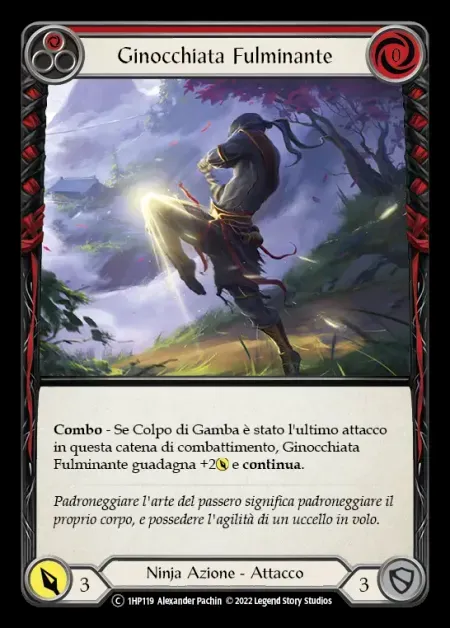 Ginocchiata Fulminante
0
Combo - Se Colpo di Gamba è stato l'ultimo attacco
in questa catena di combattimento, Ginocchiata
Fulminante guadagna +2 e continua.
Padroneggiare l'arte del passero significa padroneggiare il
proprio corpo, e possedere l'agilità di un uccello in volo.
3
Ninja Azione - Attacco
3
C 1HP119 Alexander Pachin © 2022 Legend Story Studios